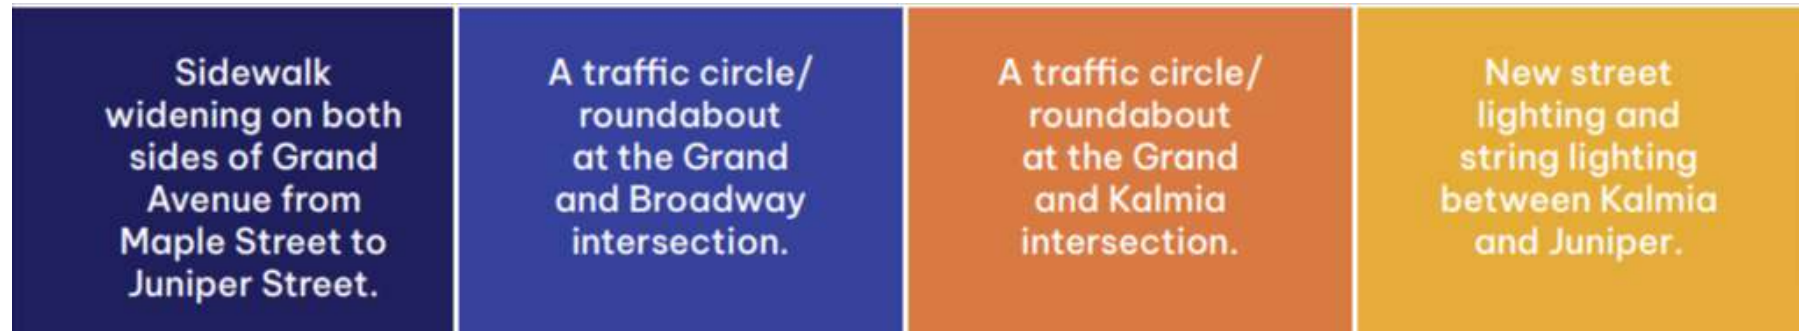 Sidewalk
widening on both
sides of Grand
Avenue from
Maple Street to
Juniper Street.
A traffic circle/
roundabout
at the Grand
and Broadway
intersection.
A traffic circle/
roundabout
at the Grand
and Kalmia
intersection.
New street
lighting and
string lighting
between Kalmia
and Juniper.